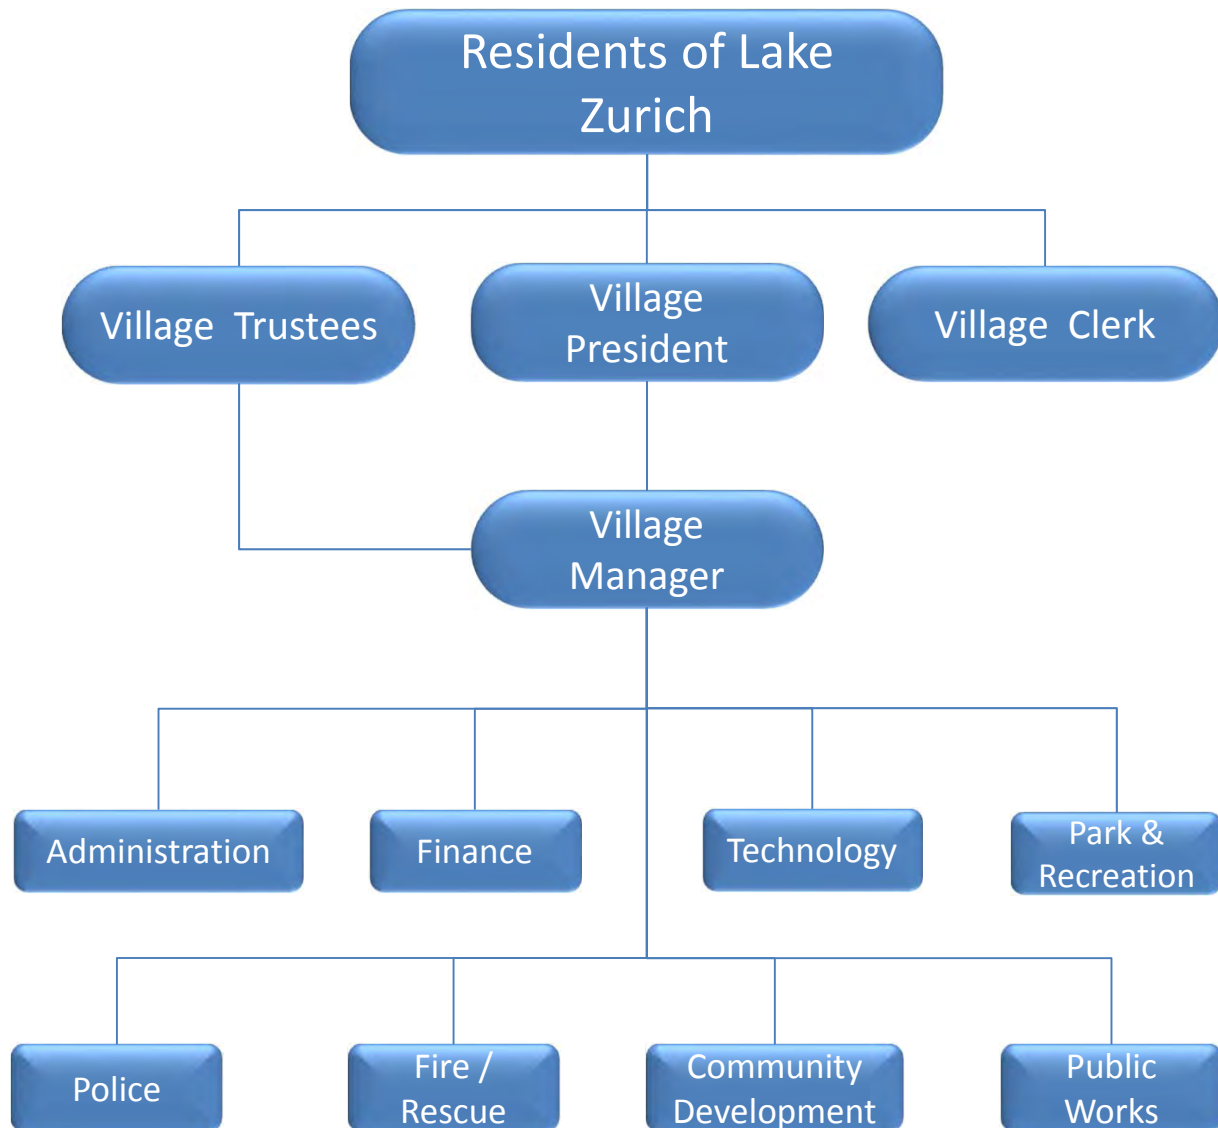 Residents of Lake
Zurich
Village Trustees
Village
President
Village Clerk
Village
Manager
Administration
Finance
Technology
Park &
Recreation
Police
Fire /
Rescue
Community
Development
Public
Works